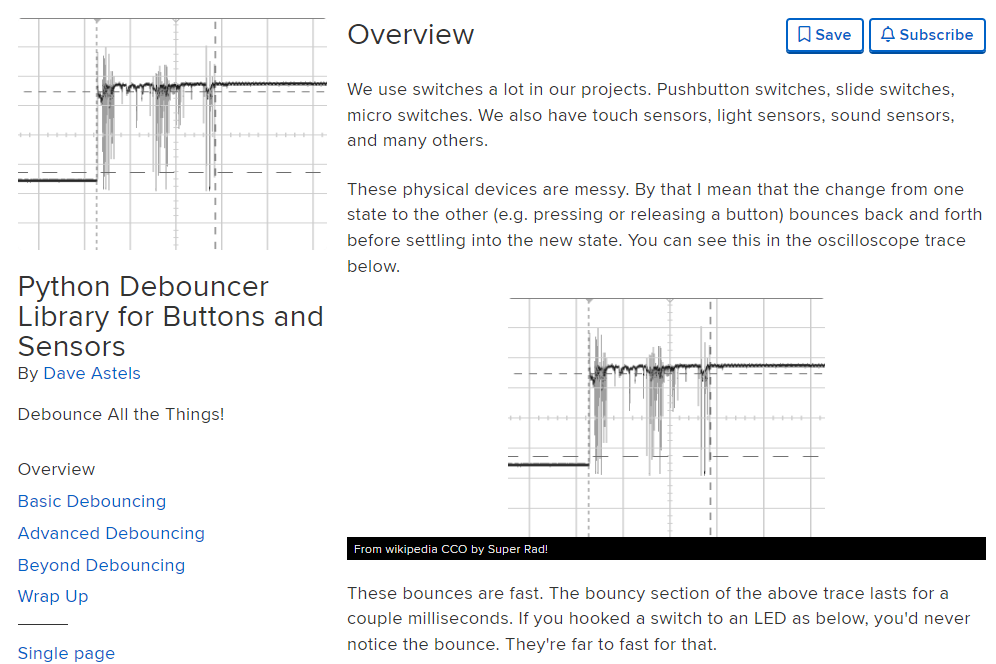 Python Debouncer
Library for Buttons and
Sensors
By Dave Astels
Debounce All the Things!
Overview
Basic Debouncing
Advanced Debouncing
Beyond Debouncing
Wrap Up
Single page
Overview
Save
Subscribe
We use switches a lot in our projects. Pushbutton switches, slide switches,
micro switches. We also have touch sensors, light sensors, sound sensors,
and many others.
These physical devices are messy. By that I mean that the change from one
state to the other (e.g. pressing or releasing a button) bounces back and forth
before settling into the new state. You can see this in the oscilloscope trace
below.
From wikipedia CCO by Super Rad!
These bounces are fast. The bouncy section of the above trace lasts for a
couple milliseconds. If you hooked a switch to an LED as below, you'd never
notice the bounce. They're far to fast for that.